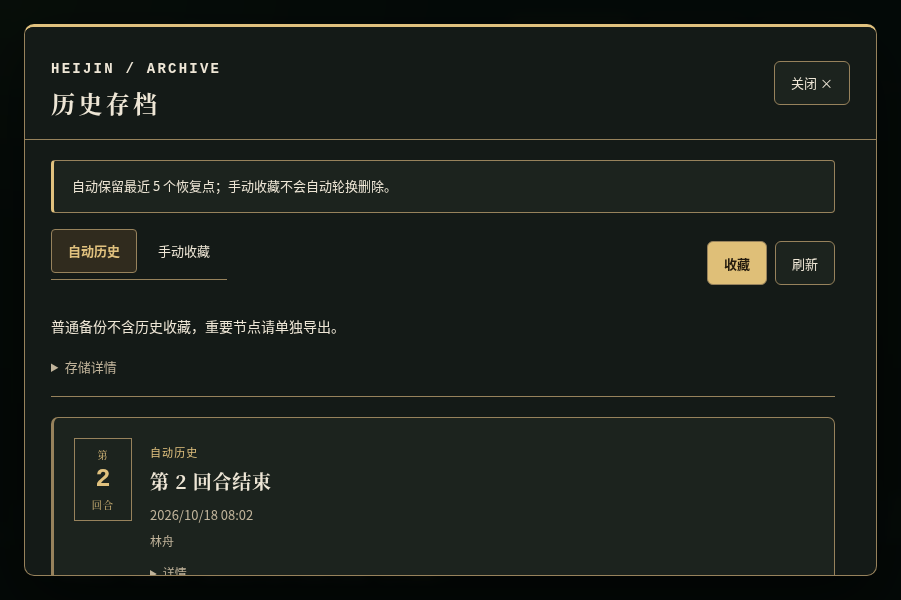 HEIJIN / ARCHIVE
历史存档
关闭 ×
自动保留最近 5 个恢复点；手动收藏不会自动轮换删除。
自动历史
手动收藏
收藏
刷新
普通备份不含历史收藏，重要节点请单独导出。
▶ 存储详情
第
2
回合
自动历史
第 2 回合结束
2026/10/18 08:02
林舟
▶ 详情